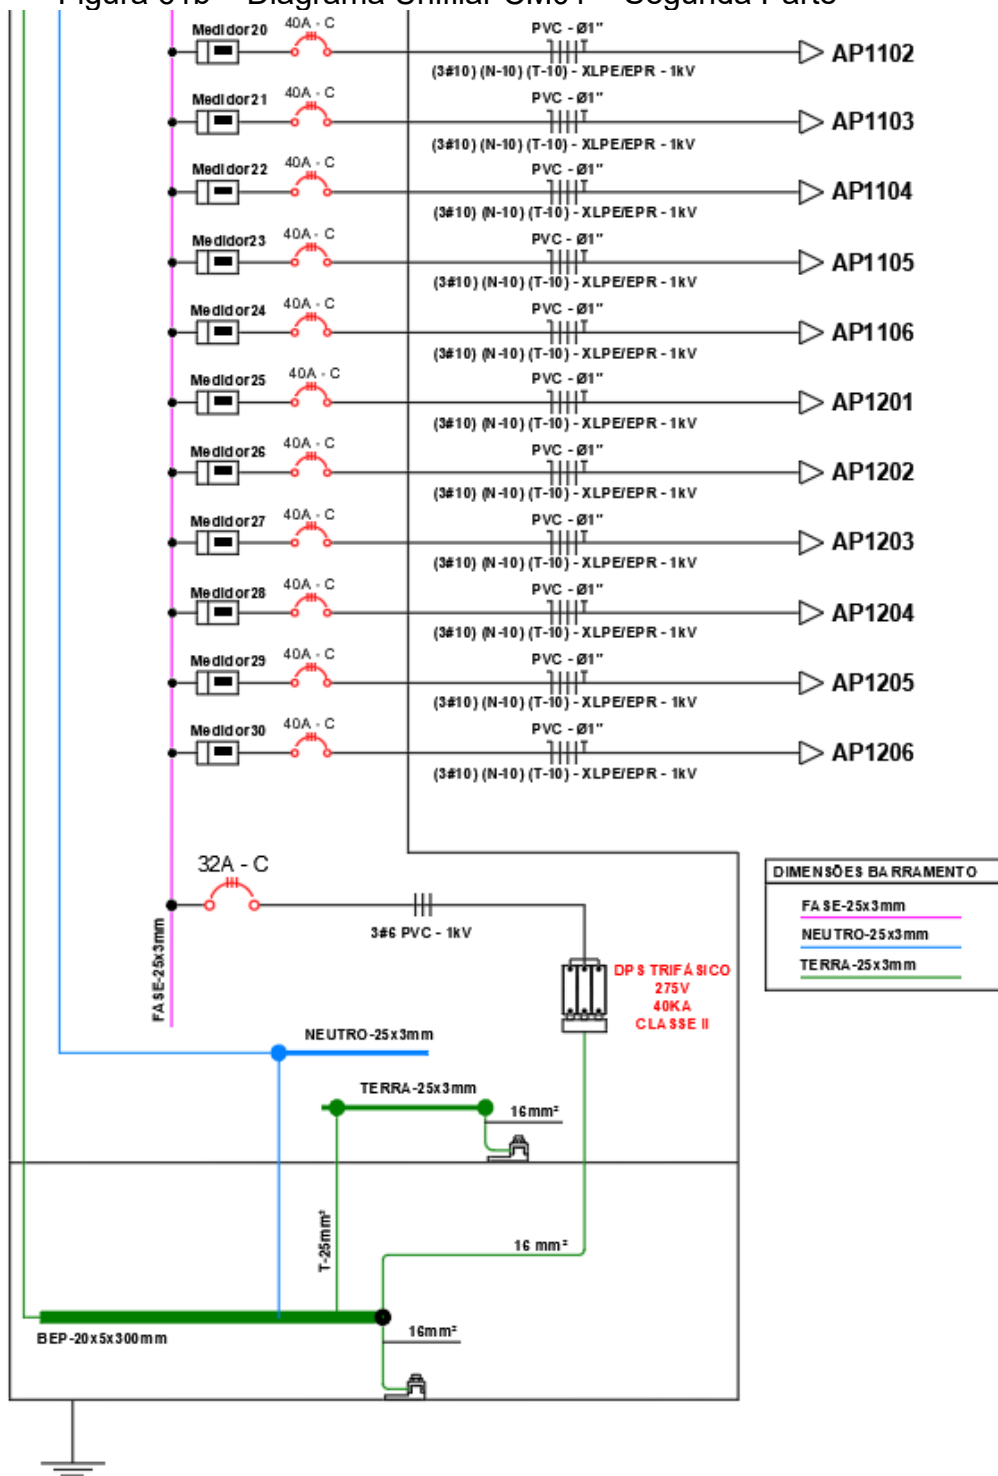 Figura 01b – Diagrama Unifilar CM01 – Segunda Parte
Medidor20 40A - C PVC - Ø1" AP1102
(3#10) (N-10) (T-10) - XLPE/EPR - 1kV
Medidor21 40A - C PVC - Ø1" AP1103
(3#10) (N-10) (T-10) - XLPE/EPR - 1kV
Medidor22 40A - C PVC - Ø1" AP1104
(3#10) (N-10) (T-10) - XLPE/EPR - 1kV
Medidor23 40A - C PVC - Ø1" AP1105
(3#10) (N-10) (T-10) - XLPE/EPR - 1kV
Medidor24 40A - C PVC - Ø1" AP1106
(3#10) (N-10) (T-10) - XLPE/EPR - 1kV
Medidor25 40A - C PVC - Ø1" AP1201
(3#10) (N-10) (T-10) - XLPE/EPR - 1kV
Medidor26 40A - C PVC - Ø1" AP1202
(3#10) (N-10) (T-10) - XLPE/EPR - 1kV
Medidor27 40A - C PVC - Ø1" AP1203
(3#10) (N-10) (T-10) - XLPE/EPR - 1kV
Medidor28 40A - C PVC - Ø1" AP1204
(3#10) (N-10) (T-10) - XLPE/EPR - 1kV
Medidor29 40A - C PVC - Ø1" AP1205
(3#10) (N-10) (T-10) - XLPE/EPR - 1kV
Medidor30 40A - C PVC - Ø1" AP1206
(3#10) (N-10) (T-10) - XLPE/EPR - 1kV
32A - C
3#6 PVC - 1kV
FASE-25x3mm
DIMENSÕES BARRAMENTO
FASE-25x3mm
NEUTRO-25x3mm
TERRA-25x3mm
DPS TRIFÁSICO
275V
40KA
CLASSE II
NEUTRO-25x3mm
TERRA-25x3mm
16mm²
T-25mm²
16 mm²
BEP-20x5x300mm
16mm²